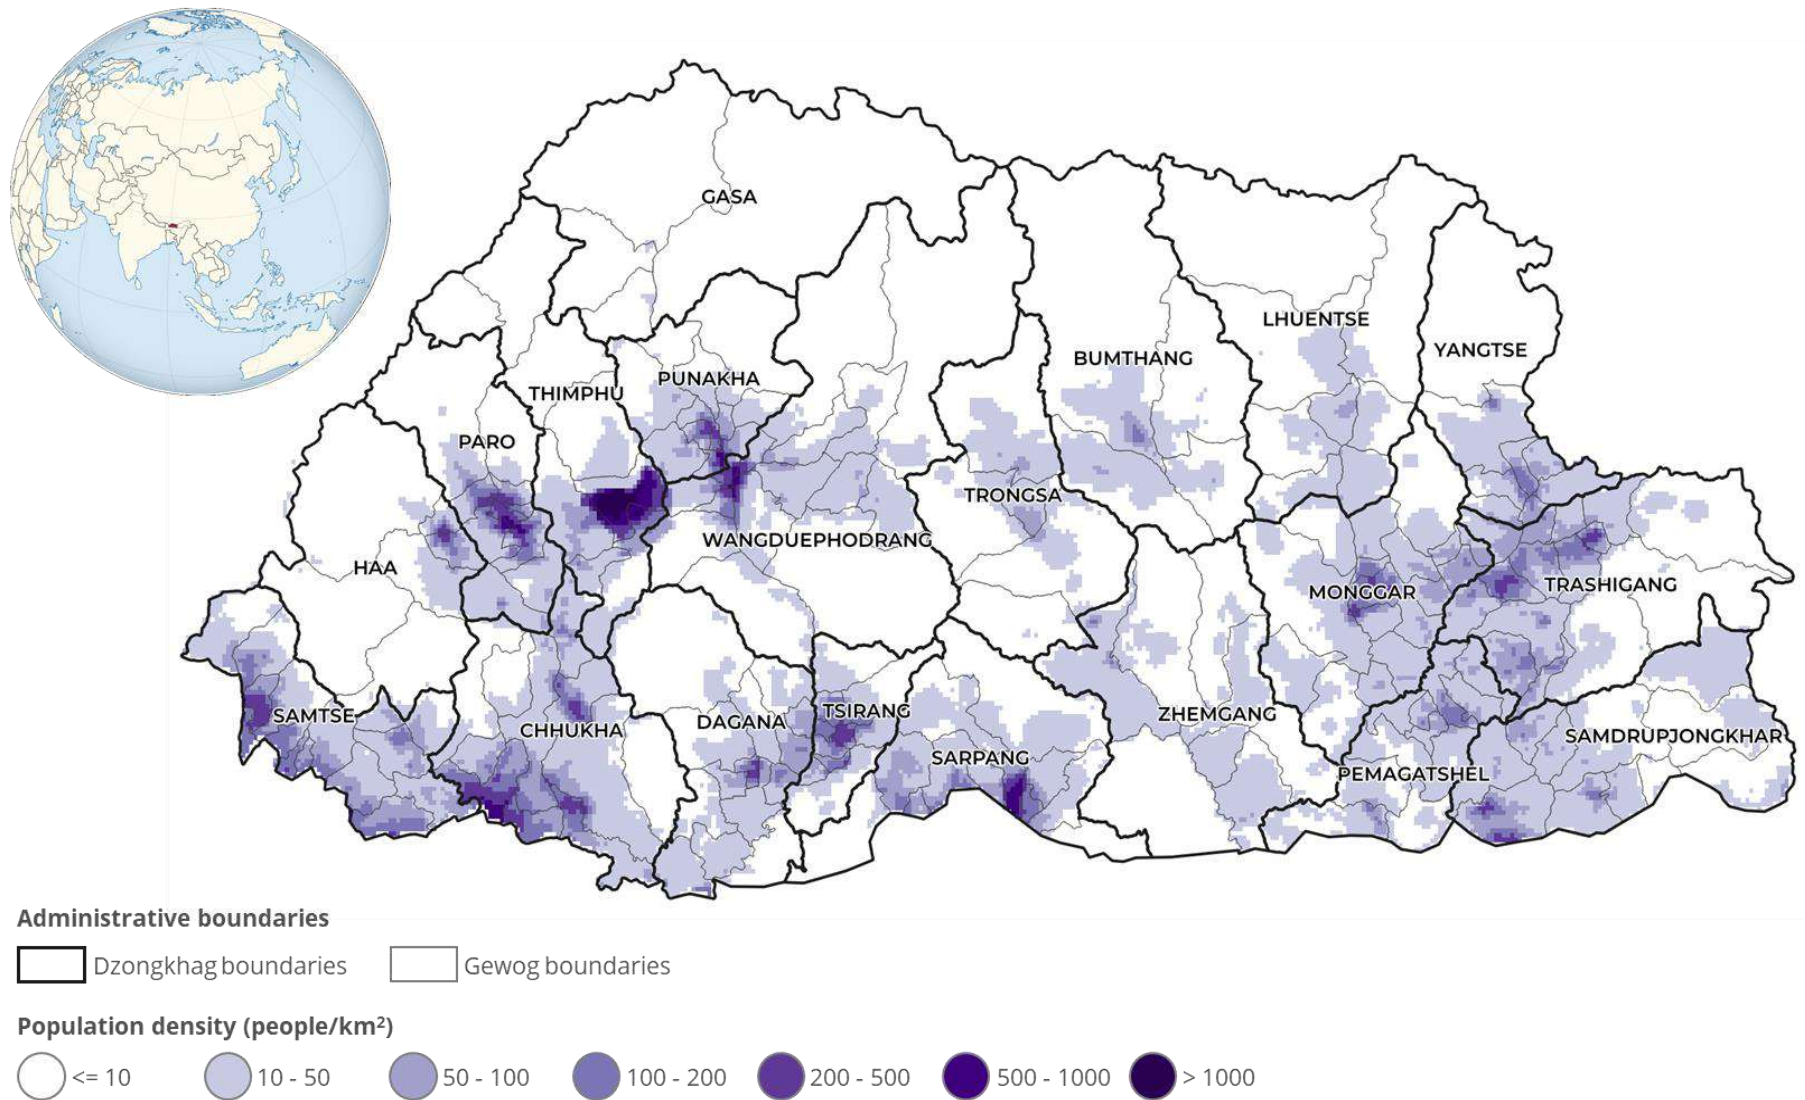 GASA
LHUENTSE
YANGTSE
BUMTHANG
PUNAKHA
THIMPHU
PARO
TRONGSA
WANGDUEPHODRANG
HAA
MONGGAR
TRASHIGANG
SAMTSE
CHHUKHA
DAGANA
TSIRANG
ZHEMGANG
SARPANG
SAMDRUPJONGKHAR
PEMAGATSHEL
Administrative boundaries
Dzongkhag boundaries
Gewog boundaries
Population density (people/km²)
<= 10
10 - 50
50 - 100
100 - 200
200 - 500
500 - 1000
> 1000